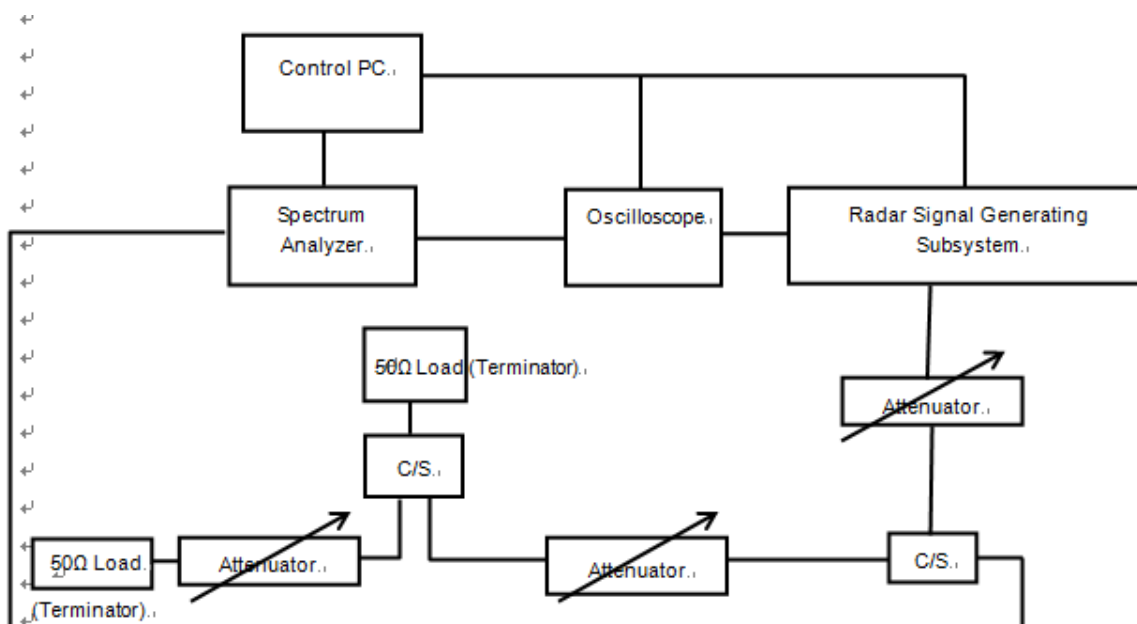 Control PC.
Spectrum
Analyzer.
Oscilloscope.
Radar Signal Generating
Subsystem.
50Ω Load (Terminator).
Attenuator.
C/S.
50Ω Load.
(Terminator).
Attenuator.
Attenuator.
C/S.